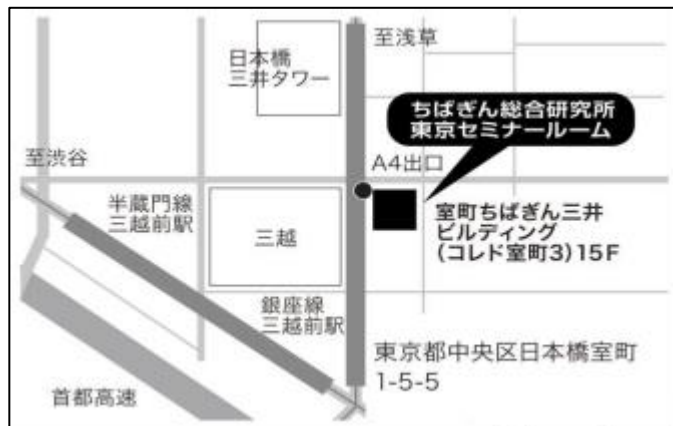 至浅草
日本橋
三井タワー
ちばぎん総合研究所
東京セミナールーム
至渋谷
A4出口
半蔵門線
三越前駅
三越
室町ちばぎん三井
ビルディング
(コレド室町3)15F
銀座線
三越前駅
東京都中央区日本橋室町
1-5-5
首都高速